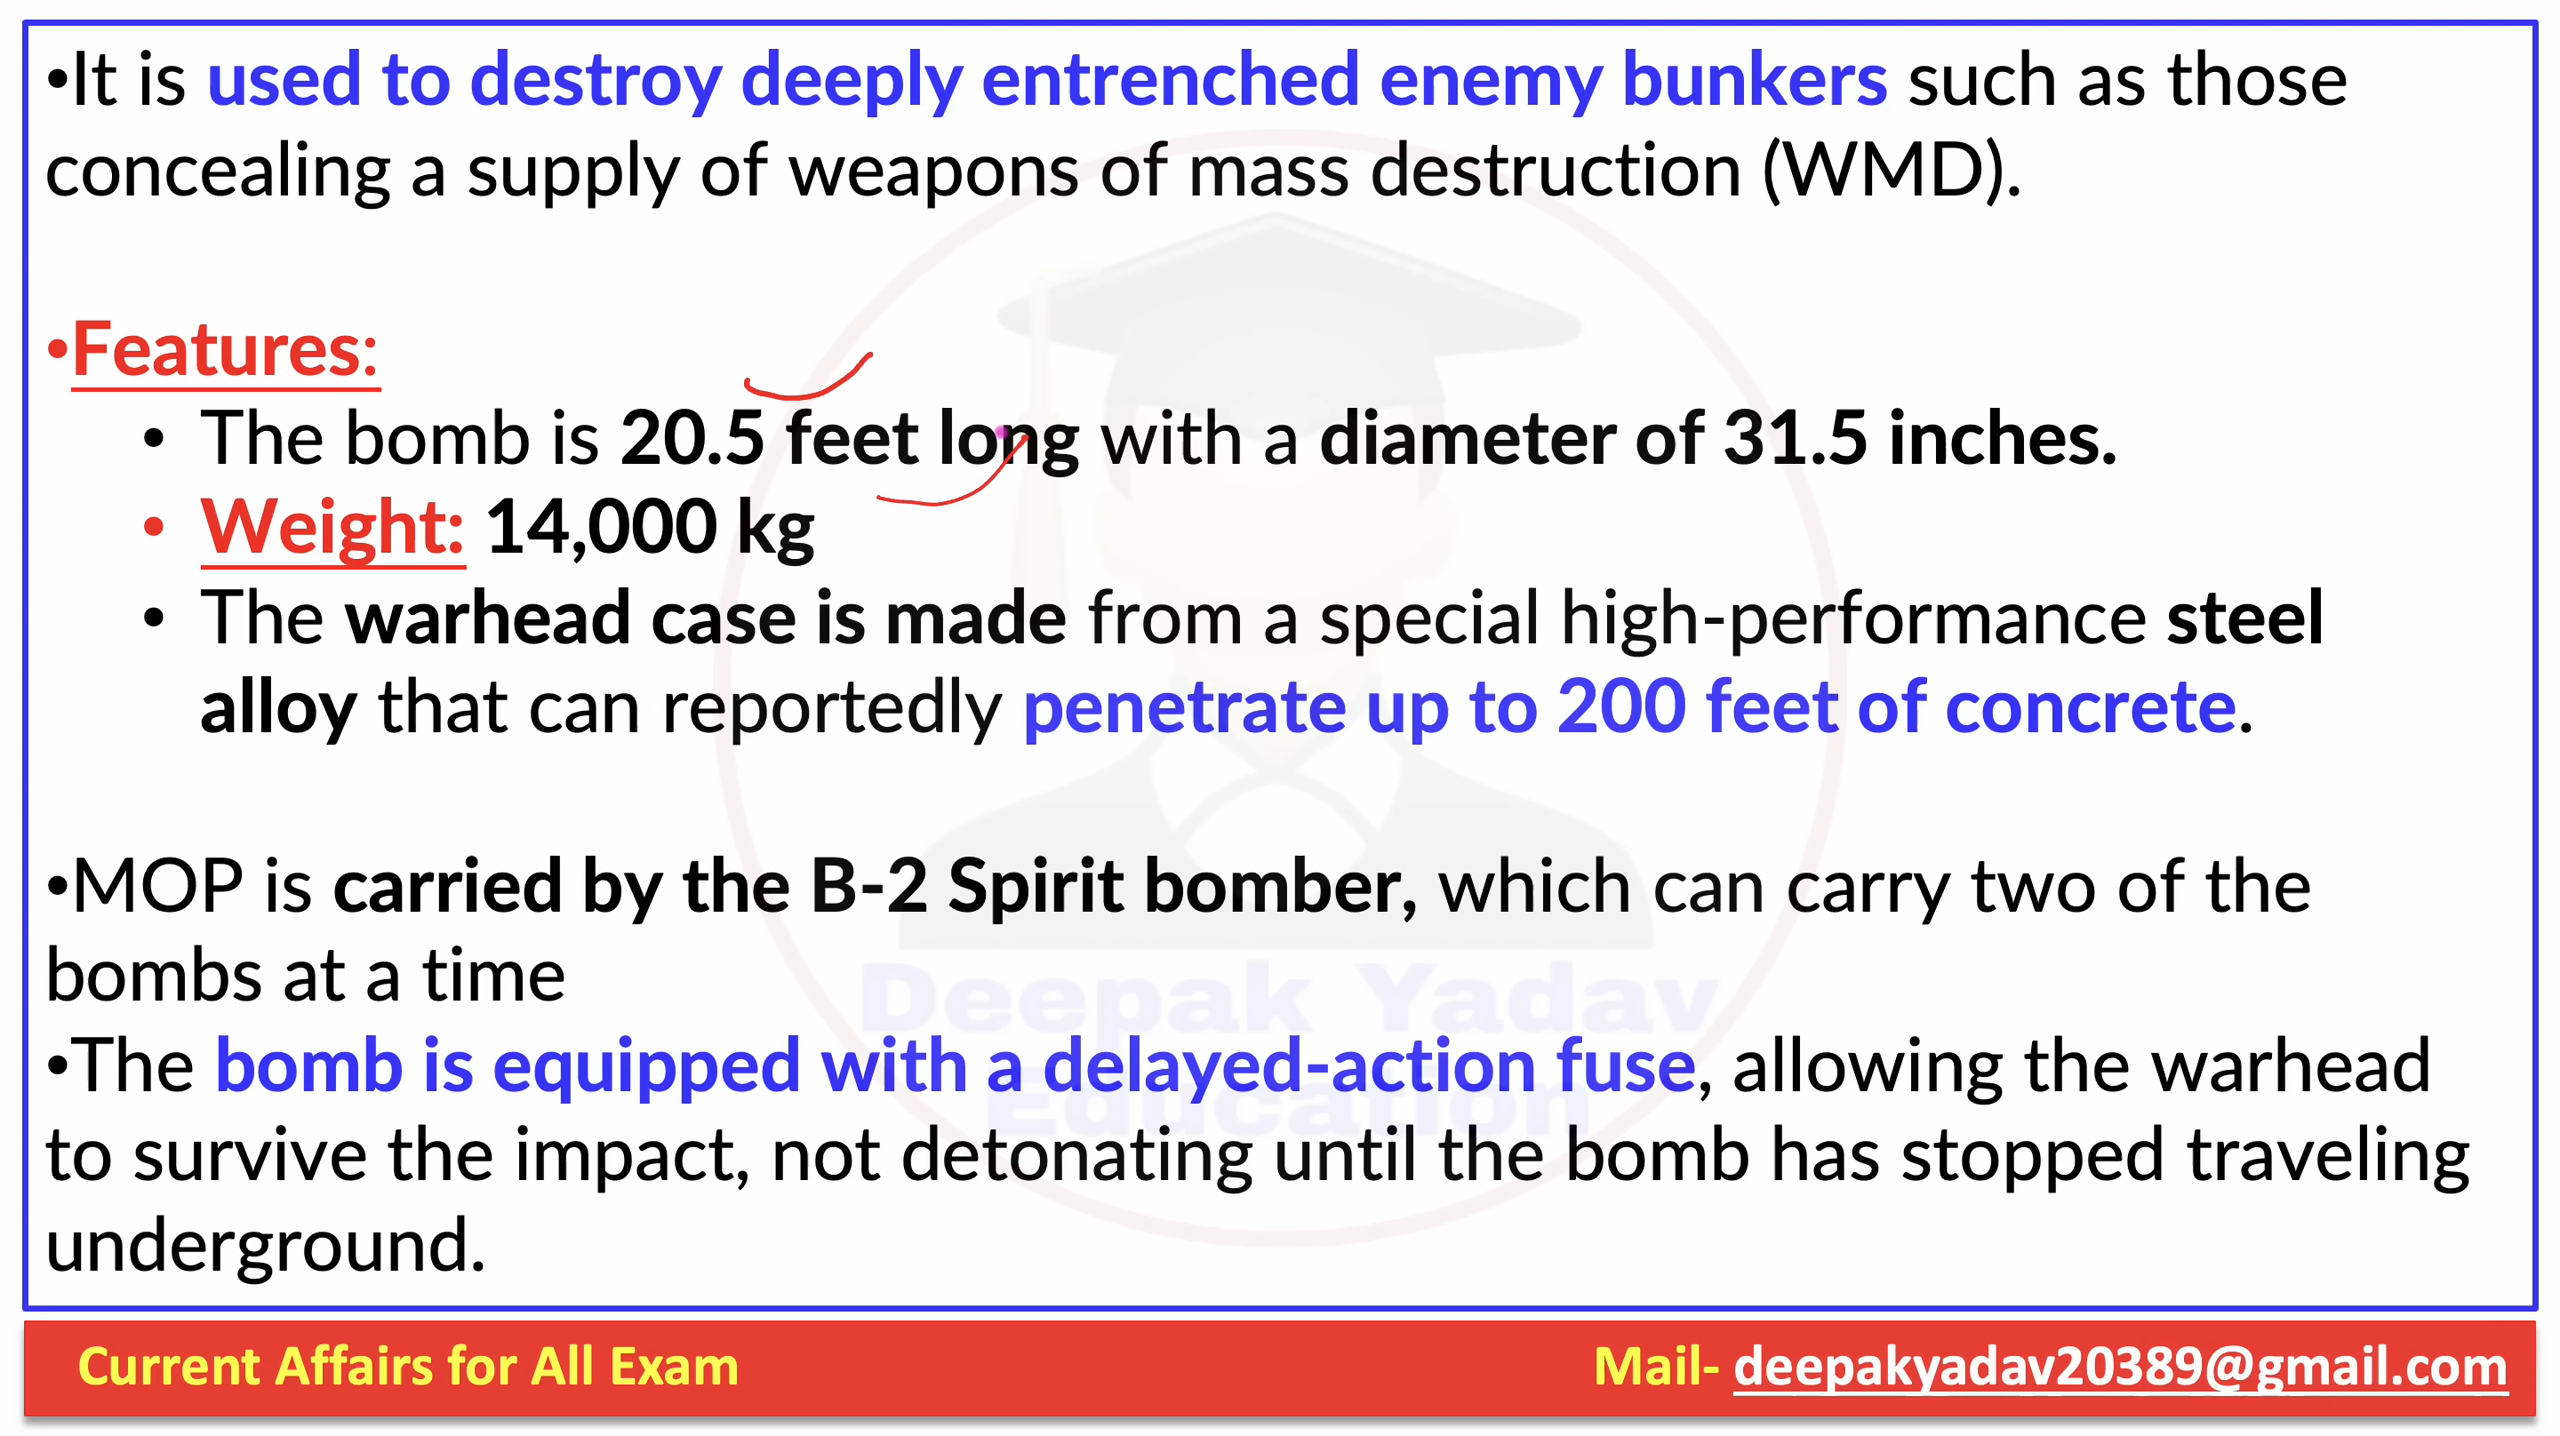 •It is used to destroy deeply entrenched enemy bunkers such as those
concealing a supply of weapons of mass destruction (WMD).
•Features:
• The bomb is 20.5 feet long with a diameter of 31.5 inches.
• Weight: 14,000 kg
• The warhead case is made from a special high-performance steel
alloy that can reportedly penetrate up to 200 feet of concrete.
•MOP is carried by the B-2 Spirit bomber, which can carry two of the
bombs at a time
Deepak Yadav
•The bomb is equipped with a delayed-action fuse, allowing the warhead
Education
to survive the impact, not detonating until the bomb has stopped traveling
underground.
Current Affairs for All Exam
Mail- deepakyadav20389@gmail.com